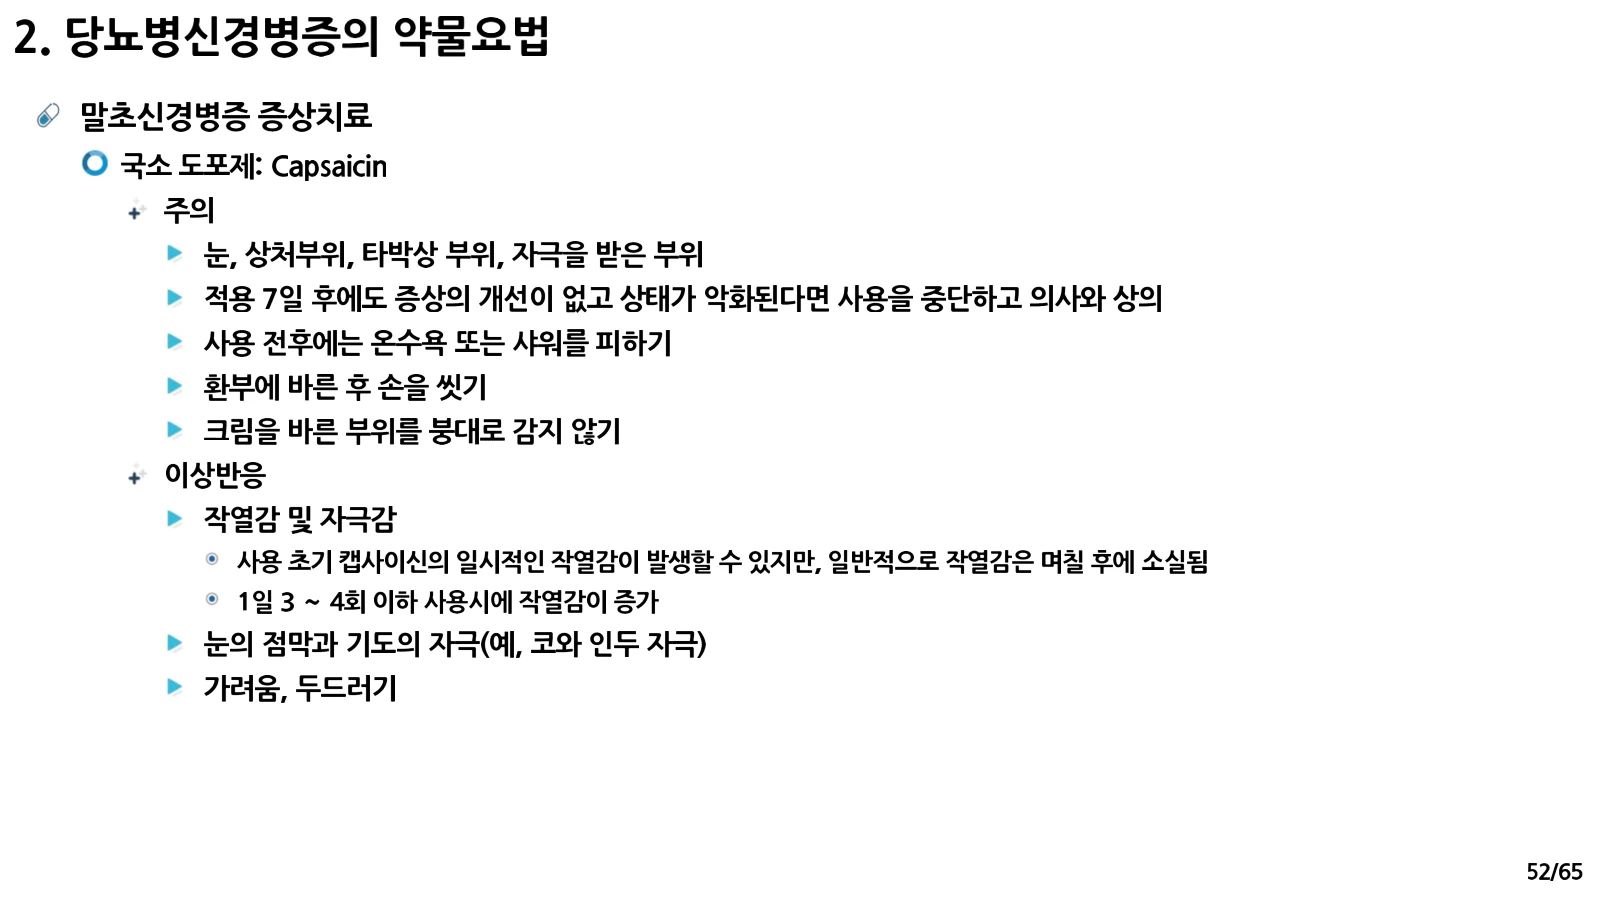 2. 당뇨병신경병증의 약물요법
말초신경병증 증상치료
국소 도포제: Capsaicin
주의
눈, 상처부위, 타박상 부위, 자극을 받은 부위
적용 7일 후에도 증상의 개선이 없고 상태가 악화된다면 사용을 중단하고 의사와 상의
사용 전후에는 온수욕 또는 샤워를 피하기
환부에 바른 후 손을 씻기
크림을 바른 부위를 붕대로 감지 않기
이상반응
작열감 및 자극감
사용 초기 캡사이신의 일시적인 작열감이 발생할 수 있지만, 일반적으로 작열감은 며칠 후에 소실됨
1일 3 ~ 4회 이하 사용시에 작열감이 증가
눈의 점막과 기도의 자극(예, 코와 인두 자극)
가려움, 두드러기
52/65